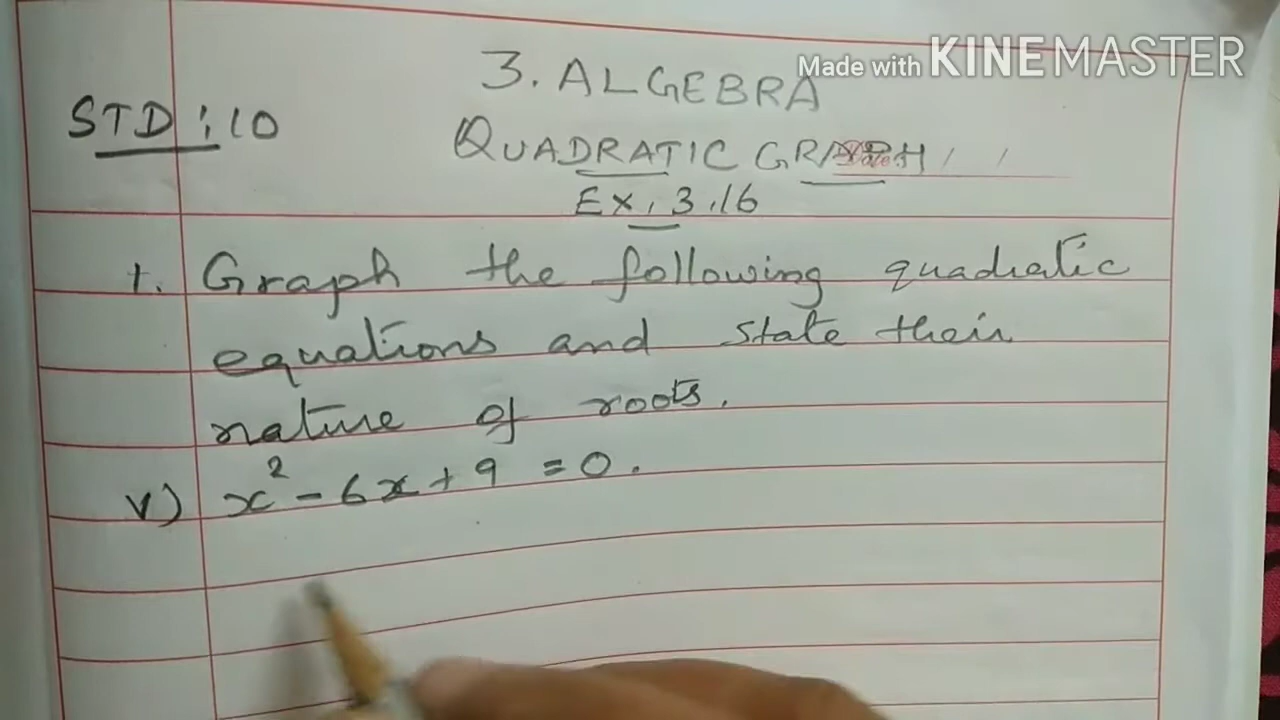 Made with KINEMASTER
3. ALGEBRA
STD : 10
QUADRATIC GRAPH
Ex. 3.16
1. Graph the following quadratic
equations and state their
nature of roots.
v) x² - 6x + 9 = 0.